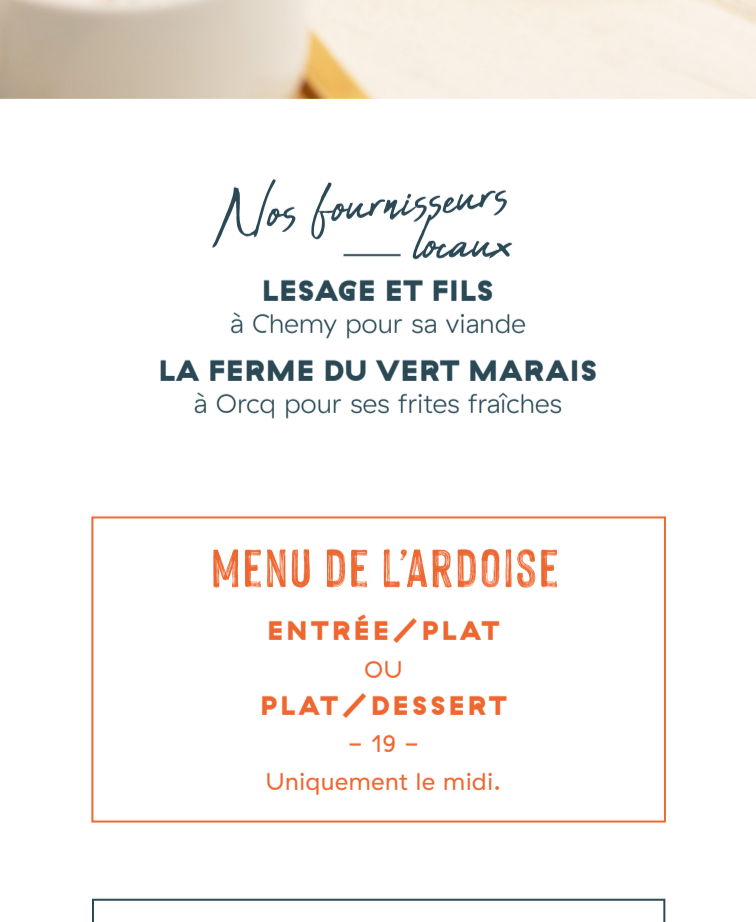 Nos fournisseurs
locaux
LESAGE ET FILS
à Chemy pour sa viande
LA FERME DU VERT MARAIS
à Orcq pour ses frites fraîches
MENU DE L’ARDOISE
ENTRÉE/PLAT
OU
PLAT/DESSERT
– 19 –
Uniquement le midi.